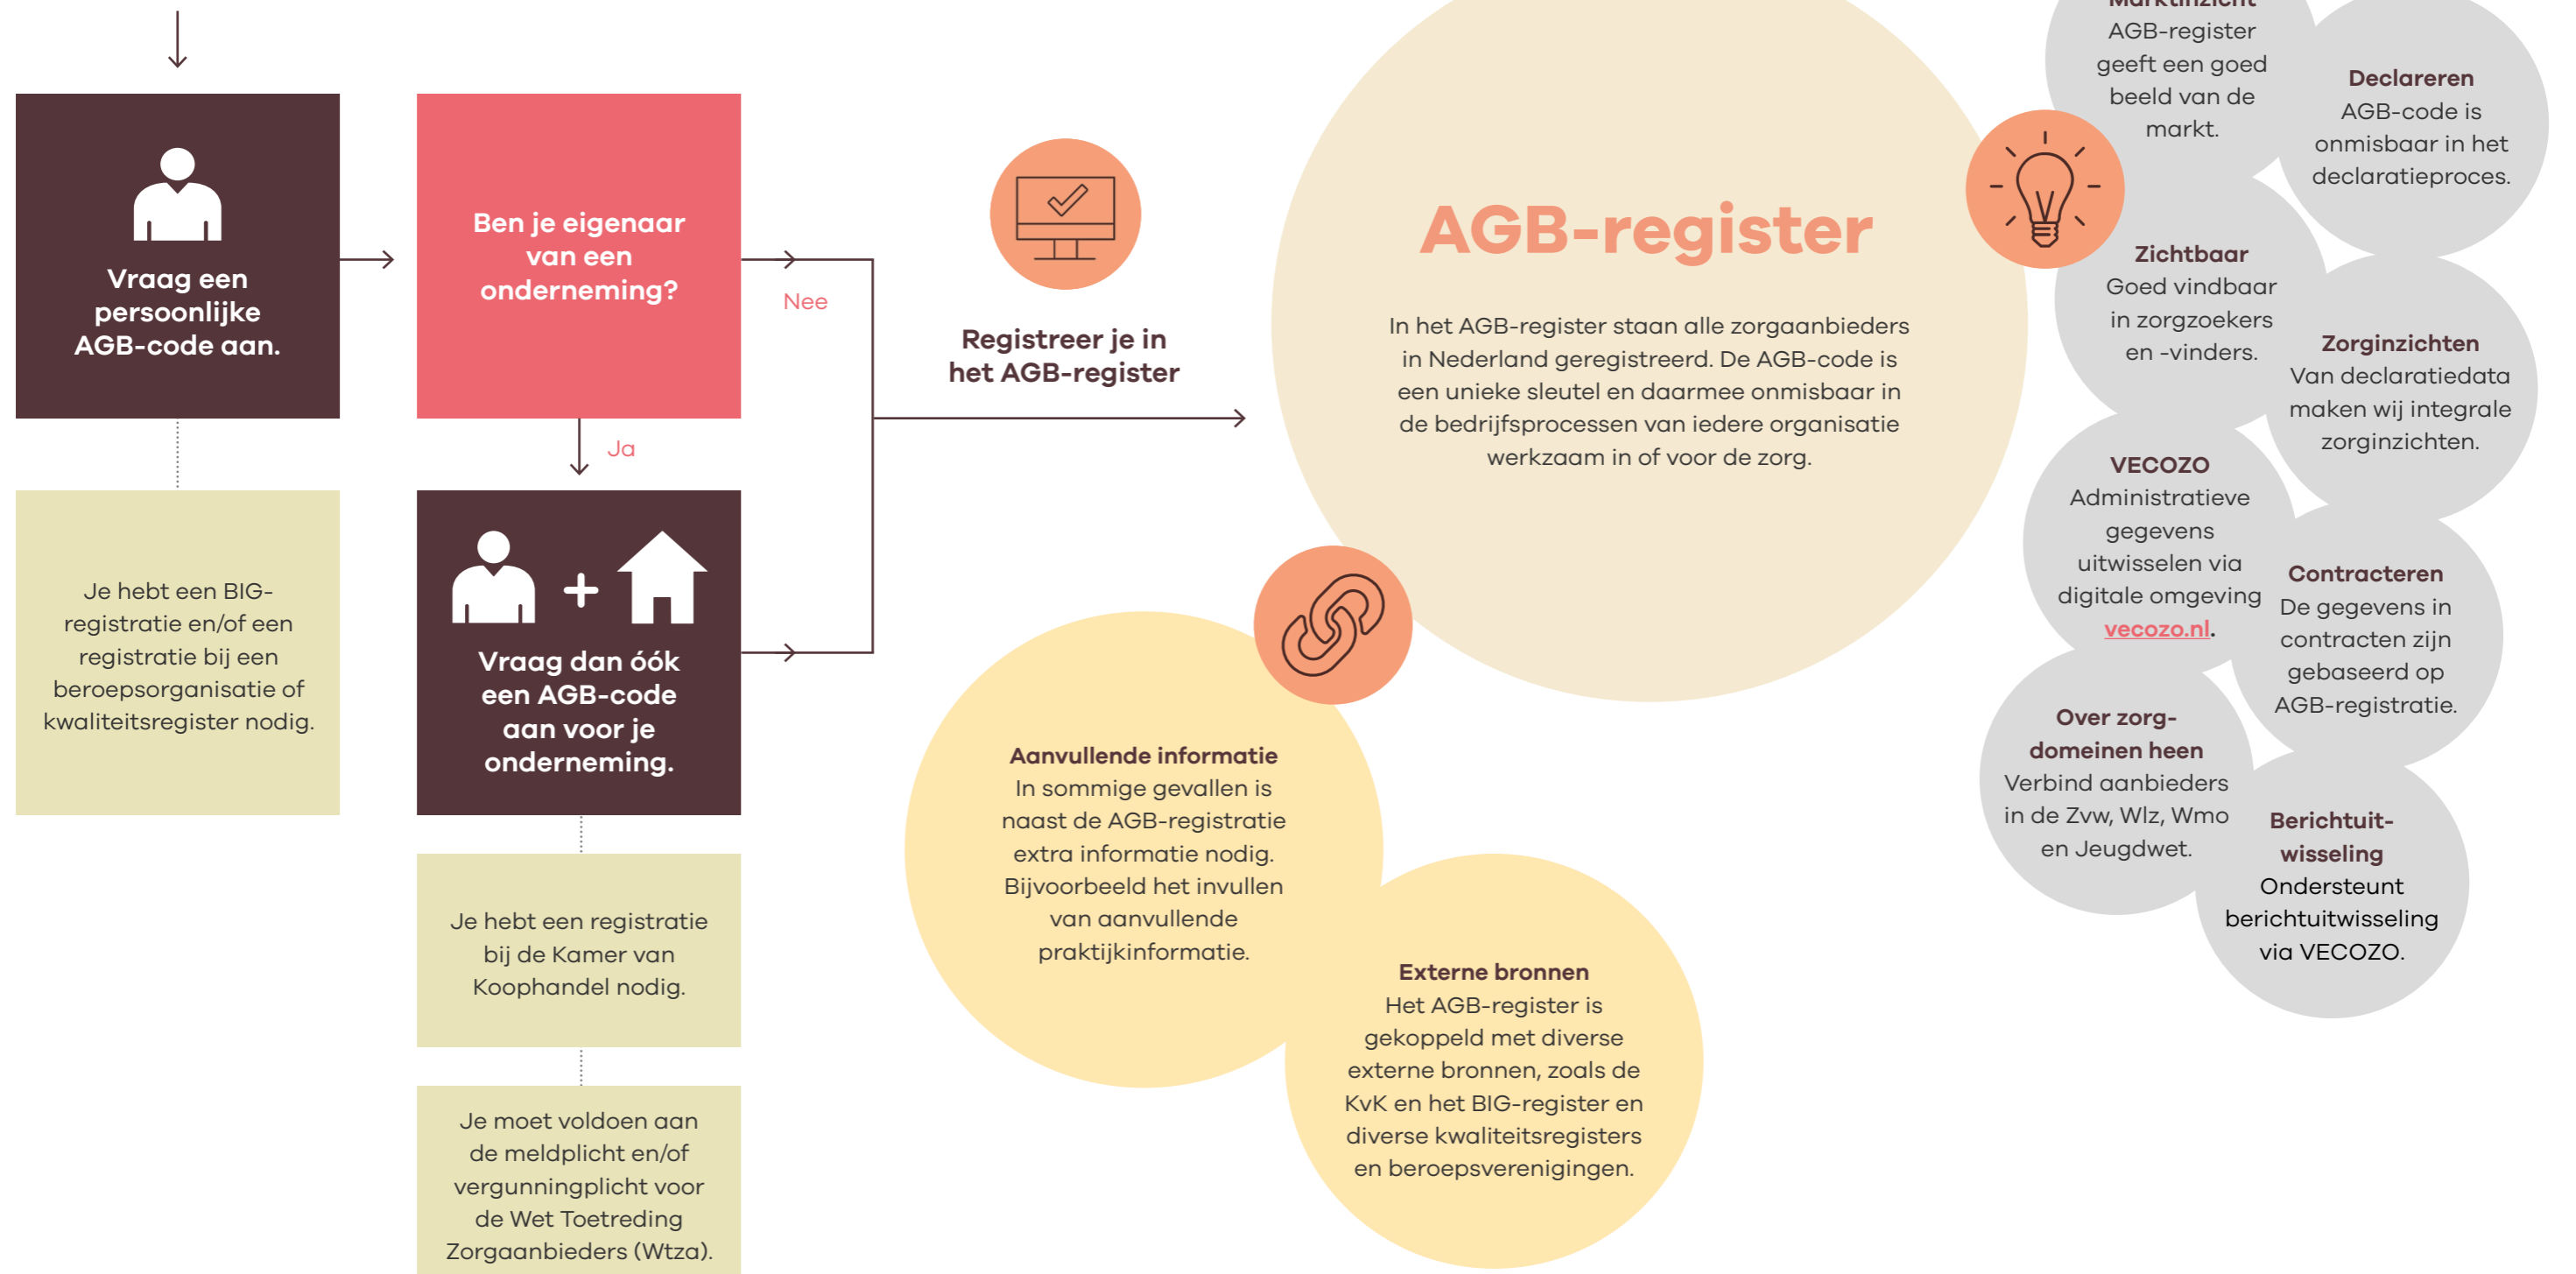 Vraag een
persoonlijke
AGB-code aan.
Je hebt een BIG-
registratie en/of een
registratie bij een
beroepsorganisatie of
kwaliteitsregister nodig.
Ben je eigenaar
van een
onderneming?
Nee
Ja
+
Vraag dan óók
een AGB-code
aan voor je
onderneming.
Je hebt een registratie
bij de Kamer van
Koophandel nodig.
Je moet voldoen aan
de meldplicht en/of
vergunningplicht voor
de Wet Toetreding
Zorgaanbieders (Wtza).
Registreer je in
het AGB-register
AGB-register
In het AGB-register staan alle zorgaanbieders
in Nederland geregistreerd. De AGB-code is
een unieke sleutel en daarmee onmisbaar in
de bedrijfsprocessen van iedere organisatie
werkzaam in of voor de zorg.
Aanvullende informatie
In sommige gevallen is
naast de AGB-registratie
extra informatie nodig.
Bijvoorbeeld het invullen
van aanvullende
praktijkinformatie.
Externe bronnen
Het AGB-register is
gekoppeld met diverse
externe bronnen, zoals de
KvK en het BIG-register en
diverse kwaliteitsregisters
en beroepsverenigingen.
Marktinzicht
AGB-register
geeft een goed
beeld van de
markt.
Declareren
AGB-code is
onmisbaar in het
declaratieproces.
Zichtbaar
Goed vindbaar
in zorgzoekers
en -vinders.
Zorginzichten
Van declaratiedata
maken wij integrale
zorginzichten.
VECOZO
Administratieve
gegevens
uitwisselen via
digitale omgeving
vecozo.nl.
Contracteren
De gegevens in
contracten zijn
gebaseerd op
AGB-registratie.
Over zorg-
domeinen heen
Verbind aanbieders
in de Zvw, Wlz, Wmo
en Jeugdwet.
Berichtuit-
wisseling
Ondersteunt
berichtuitwisseling
via VECOZO.